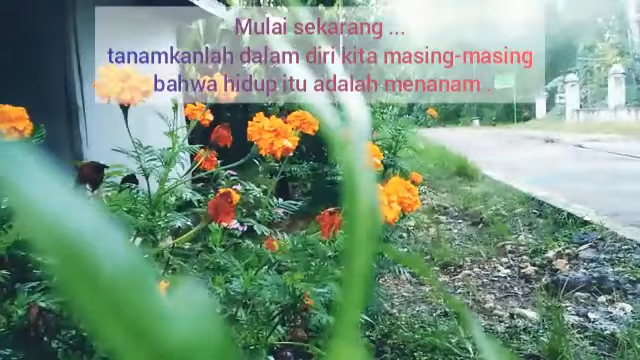 Mulai sekarang ...
tanamkanlah dalam diri kita masing-masing
bahwa hidup itu adalah menanam .